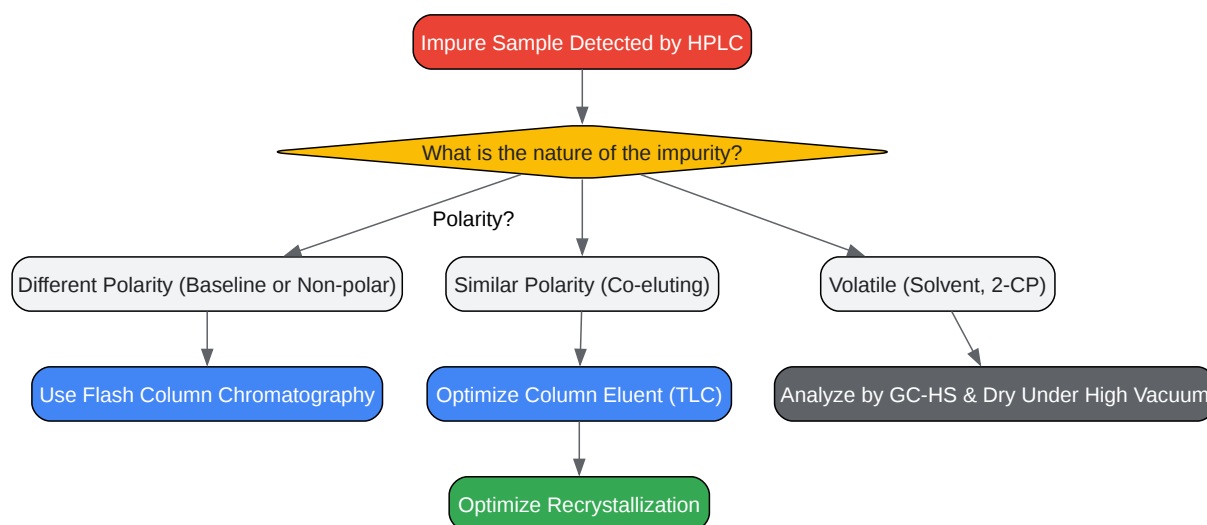 Impure Sample Detected by HPLC
What is the nature of the impurity?
Polarity?
Different Polarity (Baseline or Non-polar)
Similar Polarity (Co-eluting)
Volatile (Solvent, 2-CP)
Use Flash Column Chromatography
Optimize Column Eluent (TLC)
Analyze by GC-HS & Dry Under High Vacuum
Optimize Recrystallization